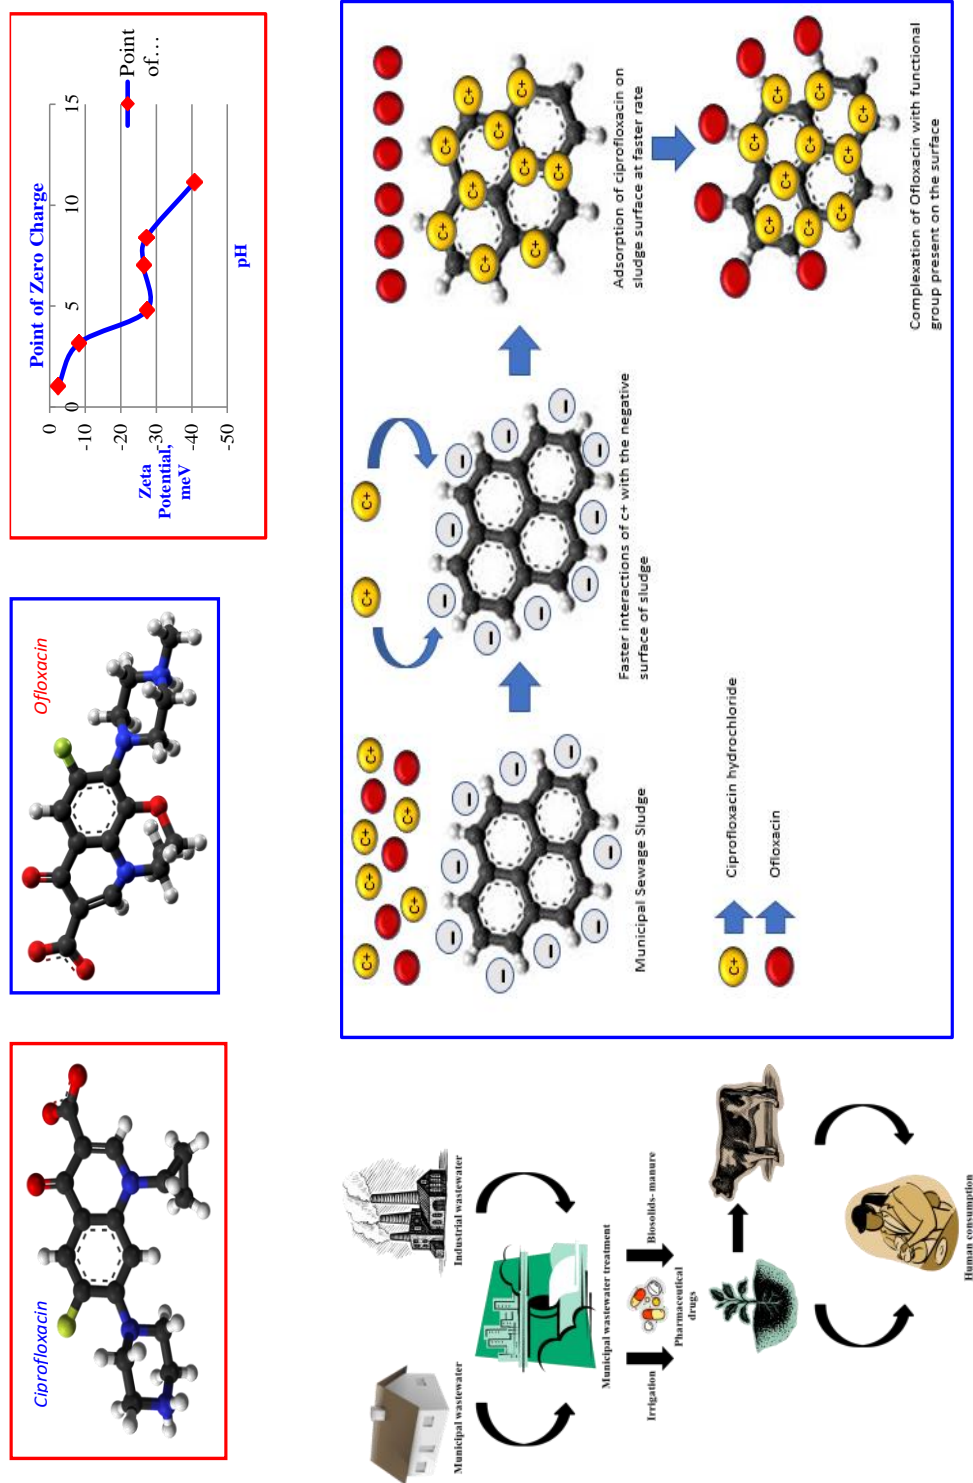 Ciprofloxacin
Ofloxacin
Point of Zero Charge
0
-10
-20
-30
-40
-50
0
5
10
15
Zeta
Potential,
meV
pH
Point
of…
Municipal wastewater
Industrial wastewater
Municipal wastewater treatment
Irrigation
Pharmaceutical
drugs
Biosolids-manure
Human consumption
C+
C+
C+
C+
C+
C+
Municipal Sewage Sludge
C+
C+
Faster interactions of c+ with the negative
surface of sludge
C+
C+
C+
C+
C+
C+
C+
C+
C+
C+
Adsorption of ciprofloxacin on
sludge surface at faster rate
C+
C+
C+
C+
C+
C+
C+
C+
C+
Complexation of Ofloxacin with functional
group present on the surface
C+
Ciprofloxacin hydrochloride
Ofloxacin